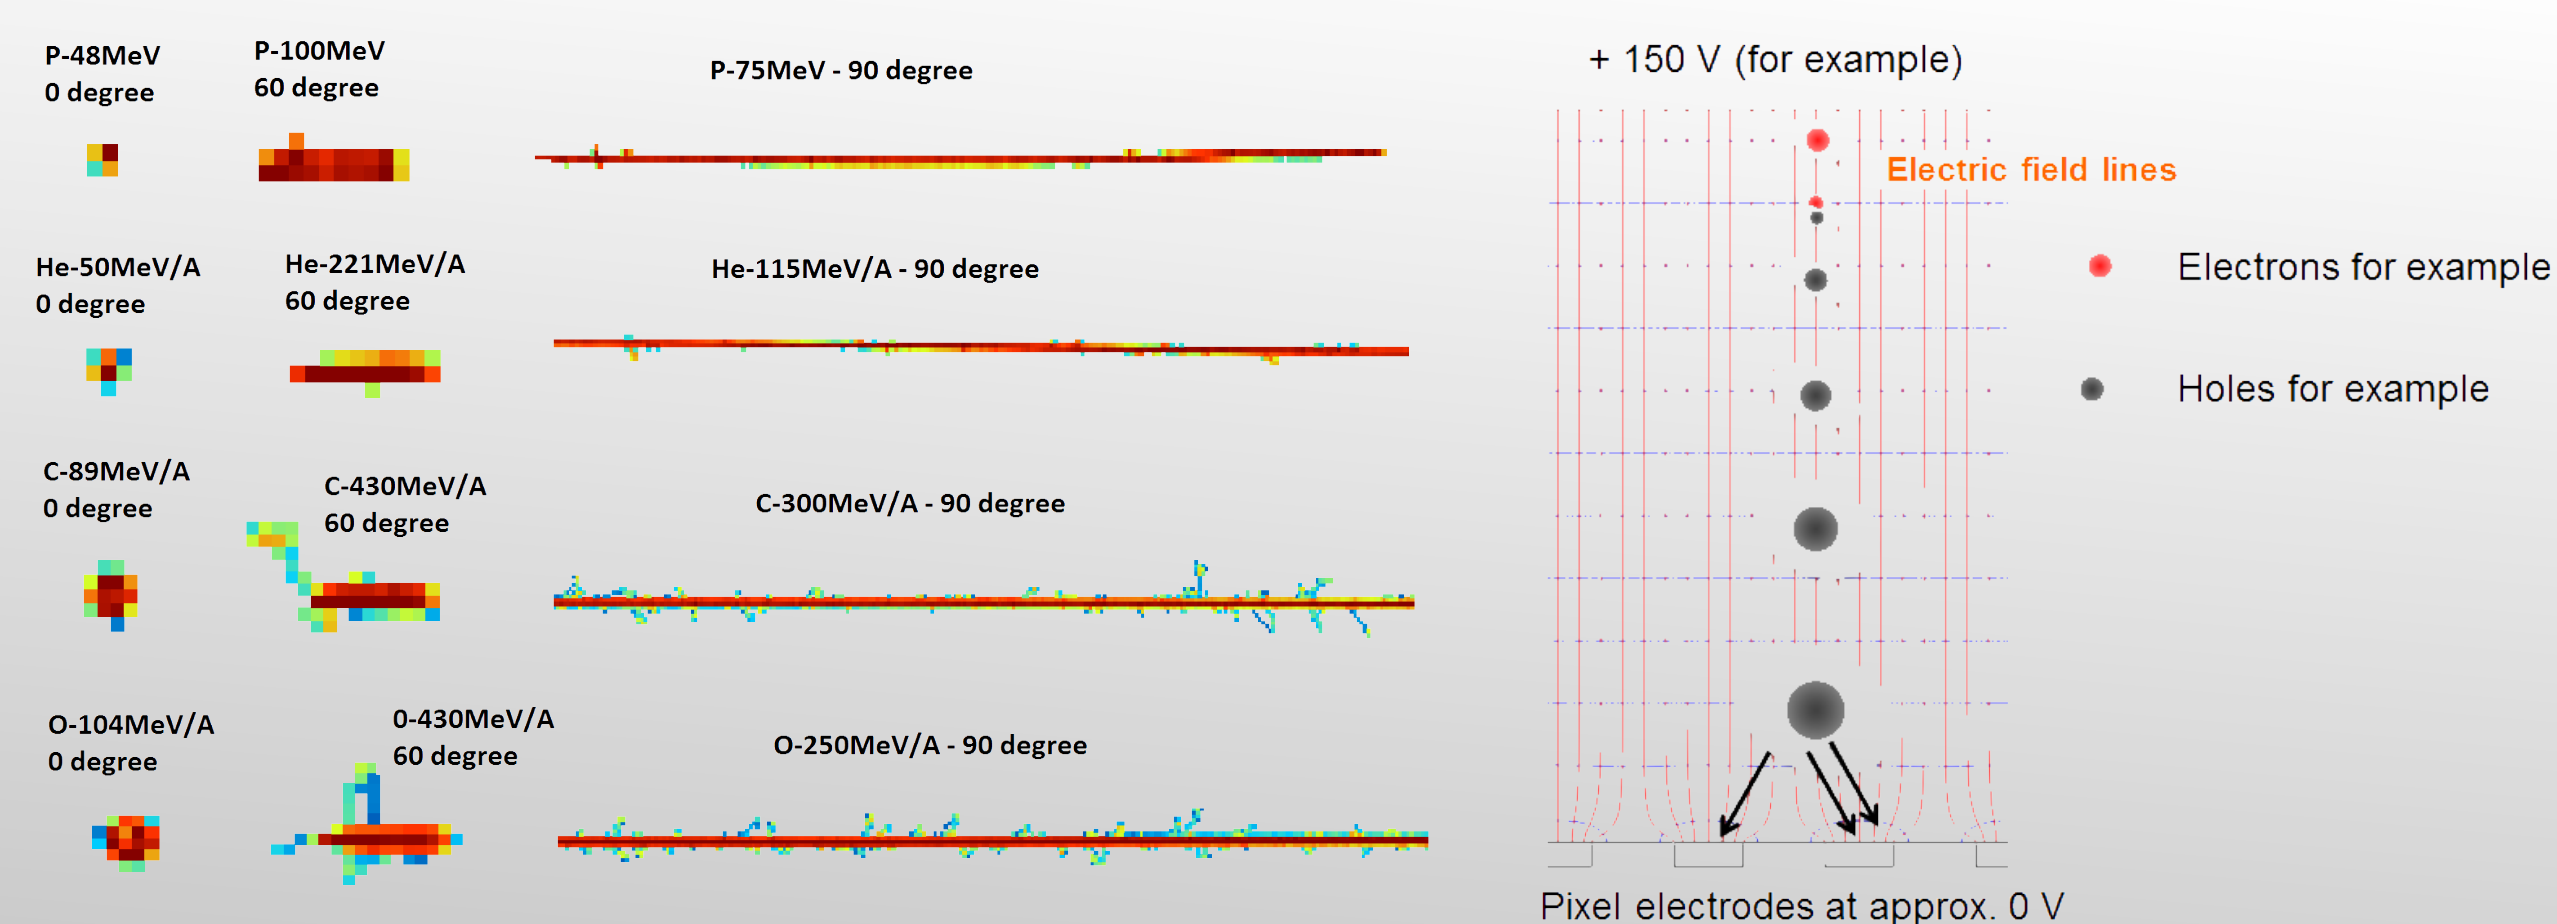 P-48MeV
0 degree
P-100MeV
60 degree
P-75MeV - 90 degree
He-50MeV/A
0 degree
He-221MeV/A
60 degree
He-115MeV/A - 90 degree
C-89MeV/A
0 degree
C-430MeV/A
60 degree
C-300MeV/A - 90 degree
O-104MeV/A
0 degree
0-430MeV/A
60 degree
O-250MeV/A - 90 degree
+ 150 V (for example)
Electric field lines
Electrons for example
Holes for example
Pixel electrodes at approx. 0 V